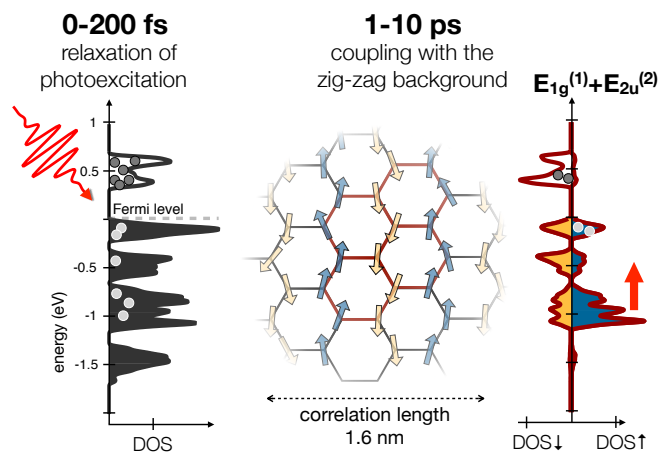 0-200 fs
relaxation of
photoexcitation
1-10 ps
coupling with the
zig-zag background
E₁g⁽¹⁾+E₂u⁽²⁾
1
0.5
Fermi level
-0.5
-1
-1.5
energy (eV)
DOS
correlation length
1.6 nm
DOS↓ DOS↑